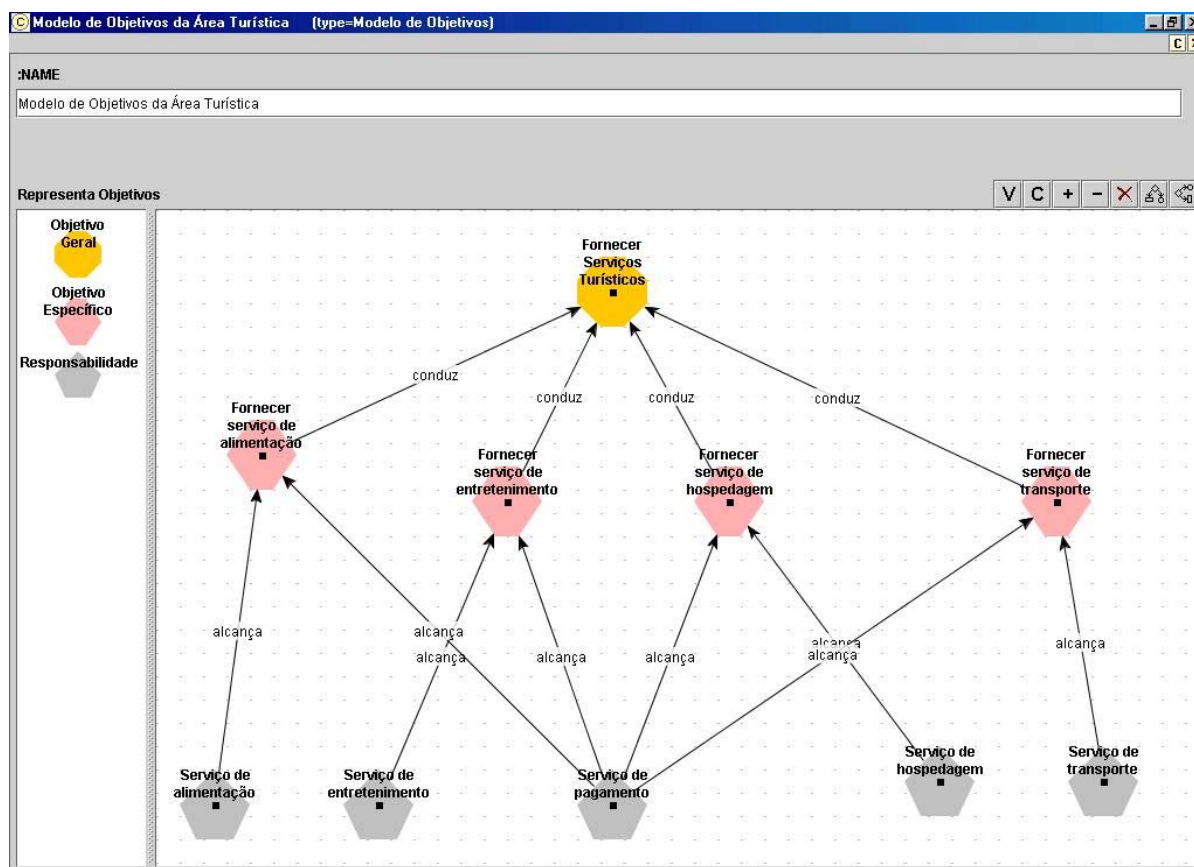 Modelo de Objetivos da Área Turística (type=Modelo de Objetivos)
C
:NAME
Modelo de Objetivos da Área Turística
Representa Objetivos
V C + −
Objetivo
Geral
Objetivo
Específico
Responsabilidade
Fornecer
Serviços
Turísticos
conduz
conduz
conduz
conduz
Fornecer
serviço de
alimentação
Fornecer
serviço de
entretenimento
Fornecer
serviço de
hospedagem
Fornecer
serviço de
transporte
alcança
alcança
alcança
alcança
alcança
alcança
alcança
alcança
Serviço de
alimentação
Serviço de
entretenimento
Serviço de
pagamento
Serviço de
hospedagem
Serviço de
transporte